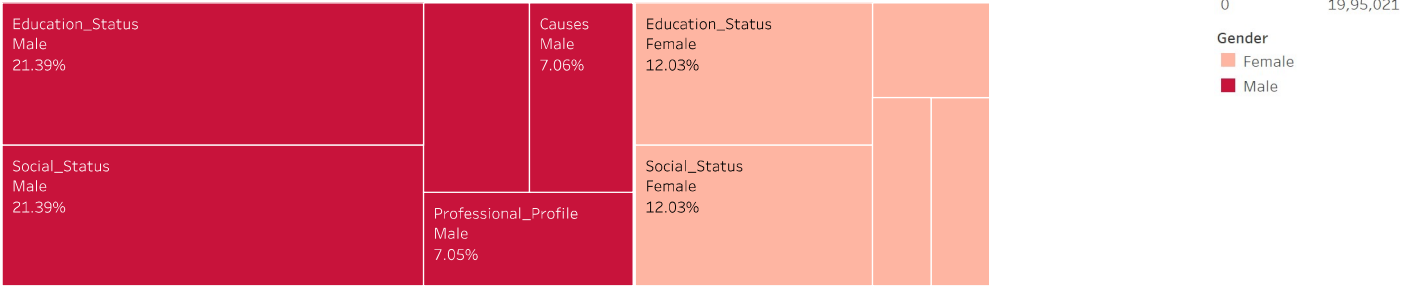 Education_Status
Male
21.39%
Social_Status
Male
21.39%
Causes
Male
7.06%
Professional_Profile
Male
7.05%
Education_Status
Female
12.03%
Social_Status
Female
12.03%
0 19,95,021
Gender
Female
Male